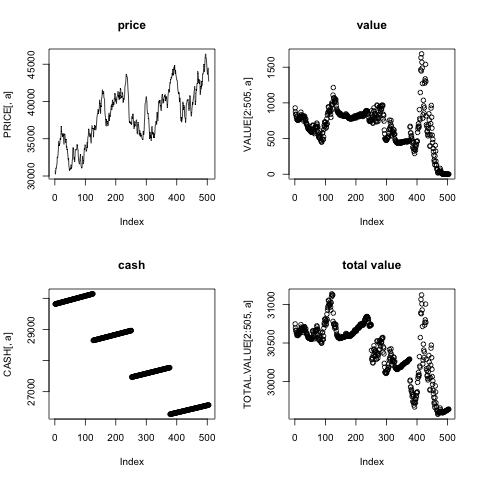 price
PRICE[, a]
30000 35000 40000 45000
0 100 200 300 400 500
Index
value
VALUE[2:505, a]
0 500 1000 1500
0 100 200 300 400 500
Index
cash
CASH[, a]
27000 29000
0 100 200 300 400 500
Index
total value
TOTAL.VALUE[2:505, a]
30000 30500 31000
0 100 200 300 400 500
Index